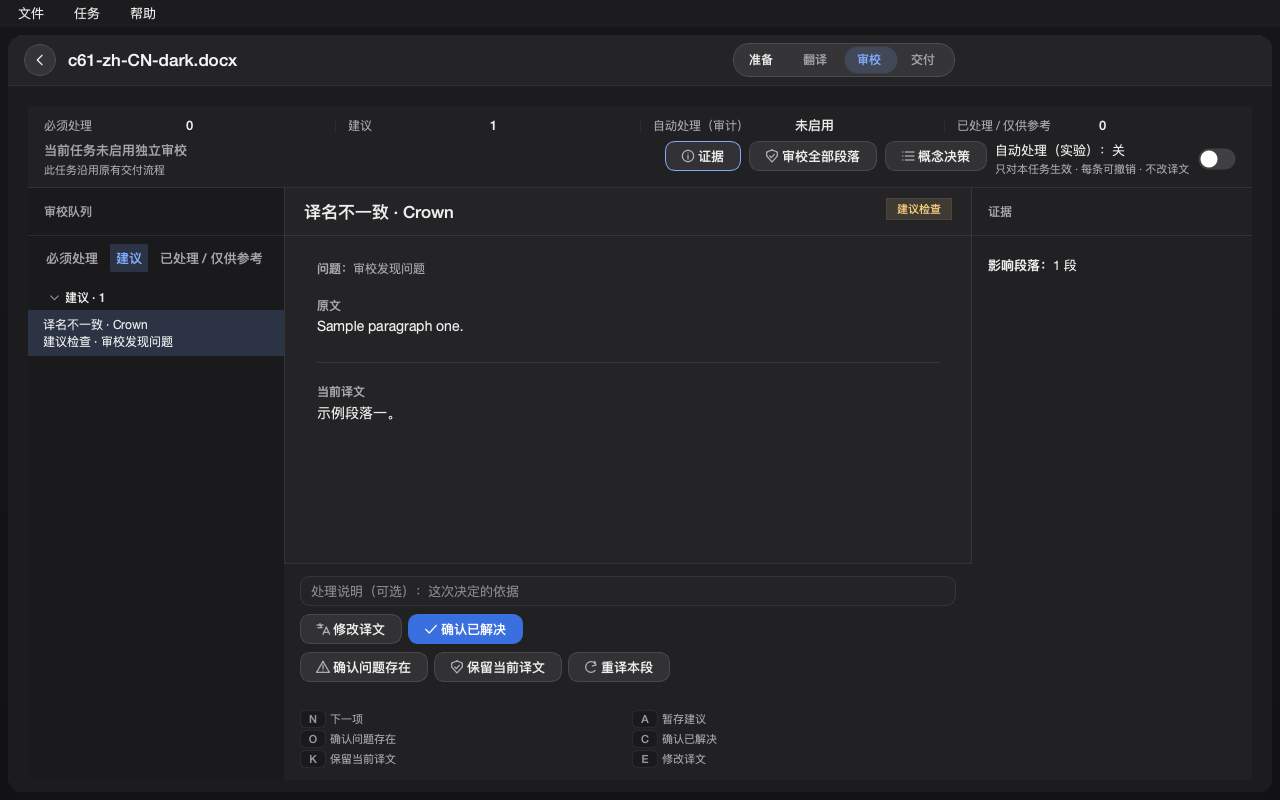 文件 任务 帮助
c61-zh-CN-dark.docx
准备 翻译 审校 交付
必须处理 0 建议 1 自动处理（审计） 未启用 已处理 / 仅供参考 0
当前任务未启用独立审校
此任务沿用原有交付流程
证据 审校全部段落 概念决策
自动处理（实验）：关
只对本任务生效 · 每条可撤销 · 不改译文
审校队列
必须处理 建议 已处理 / 仅供参考
建议 · 1
译名不一致 · Crown
建议检查 · 审校发现问题
译名不一致 · Crown 建议检查
问题：审校发现问题
原文
Sample paragraph one.
当前译文
示例段落一。
证据
影响段落：1 段
处理说明（可选）：这次决定的依据
修改译文 确认已解决
确认问题存在 保留当前译文 重译本段
N 下一项 A 暂存建议
O 确认问题存在 C 确认已解决
K 保留当前译文 E 修改译文